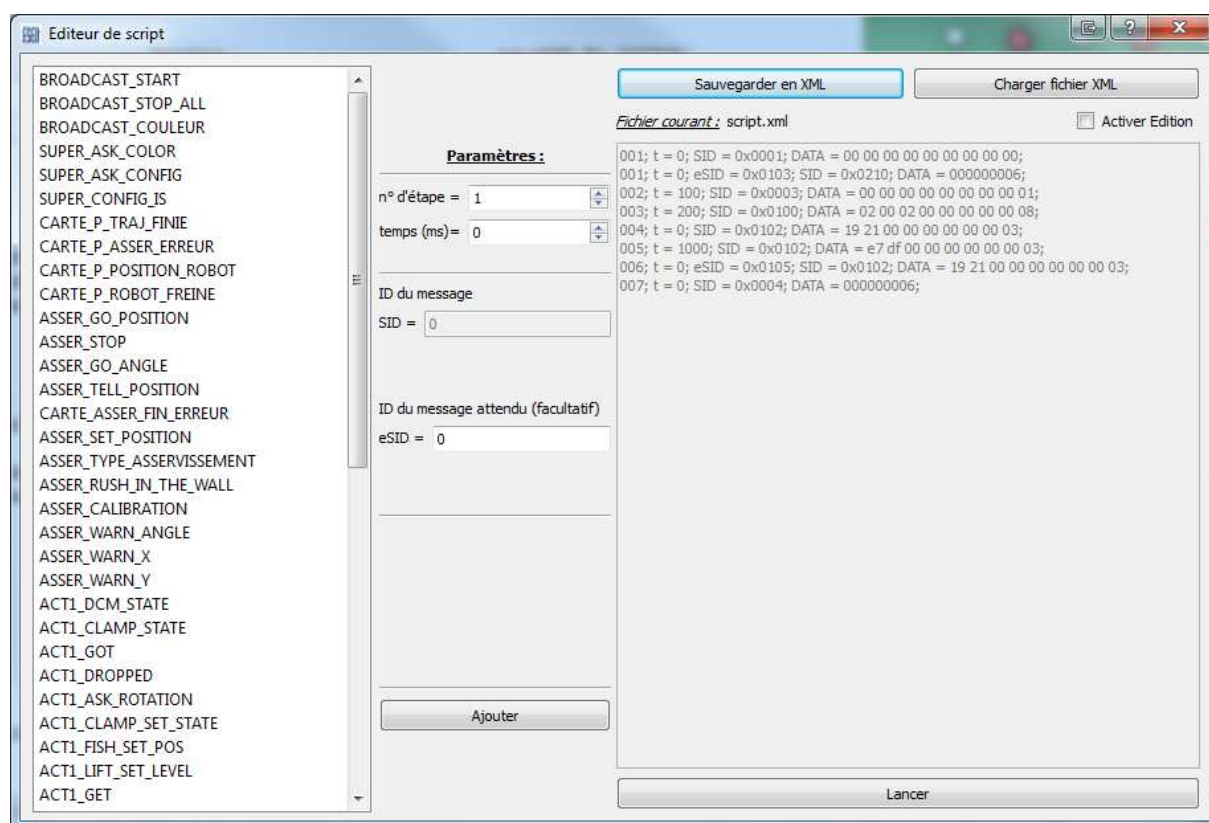 Editeur de script
BROADCAST_START
BROADCAST_STOP_ALL
BROADCAST_COULEUR
SUPER_ASK_COLOR
SUPER_ASK_CONFIG
SUPER_CONFIG_IS
CARTE_P_TRAJ_FINIE
CARTE_P_ASSER_ERREUR
CARTE_P_POSITION_ROBOT
CARTE_P_ROBOT_FREINE
ASSER_GO_POSITION
ASSER_STOP
ASSER_GO_ANGLE
ASSER_TELL_POSITION
CARTE_ASSER_FIN_ERREUR
ASSER_SET_POSITION
ASSER_TYPE_ASSERVISSEMENT
ASSER_RUSH_IN_THE_WALL
ASSER_CALIBRATION
ASSER_WARN_ANGLE
ASSER_WARN_X
ASSER_WARN_Y
ACT1_DCM_STATE
ACT1_CLAMP_STATE
ACT1_GOT
ACT1_DROPPED
ACT1_ASK_ROTATION
ACT1_CLAMP_SET_STATE
ACT1_FISH_SET_POS
ACT1_LIFT_SET_LEVEL
ACT1_GET
Paramètres :
n° d'étape = 1
temps (ms)= 0
ID du message
SID = 0
ID du message attendu (facultatif)
eSID = 0
Ajouter
Sauvegarder en XML
Charger fichier XML
Fichier courant : script.xml
Activer Edition
001; t = 0; SID = 0x0001; DATA = 00 00 00 00 00 00 00 00 00;
001; t = 0; eSID = 0x0103; SID = 0x0210; DATA = 000000006;
002; t = 100; SID = 0x0003; DATA = 00 00 00 00 00 00 00 00 01;
003; t = 200; SID = 0x0100; DATA = 02 00 02 00 00 00 00 00 08;
004; t = 0; SID = 0x0102; DATA = 19 21 00 00 00 00 00 00 03;
005; t = 1000; SID = 0x0102; DATA = e7 df 00 00 00 00 00 00 03;
006; t = 0; eSID = 0x0105; SID = 0x0102; DATA = 19 21 00 00 00 00 00 00 03;
007; t = 0; SID = 0x0004; DATA = 000000006;
Lancer